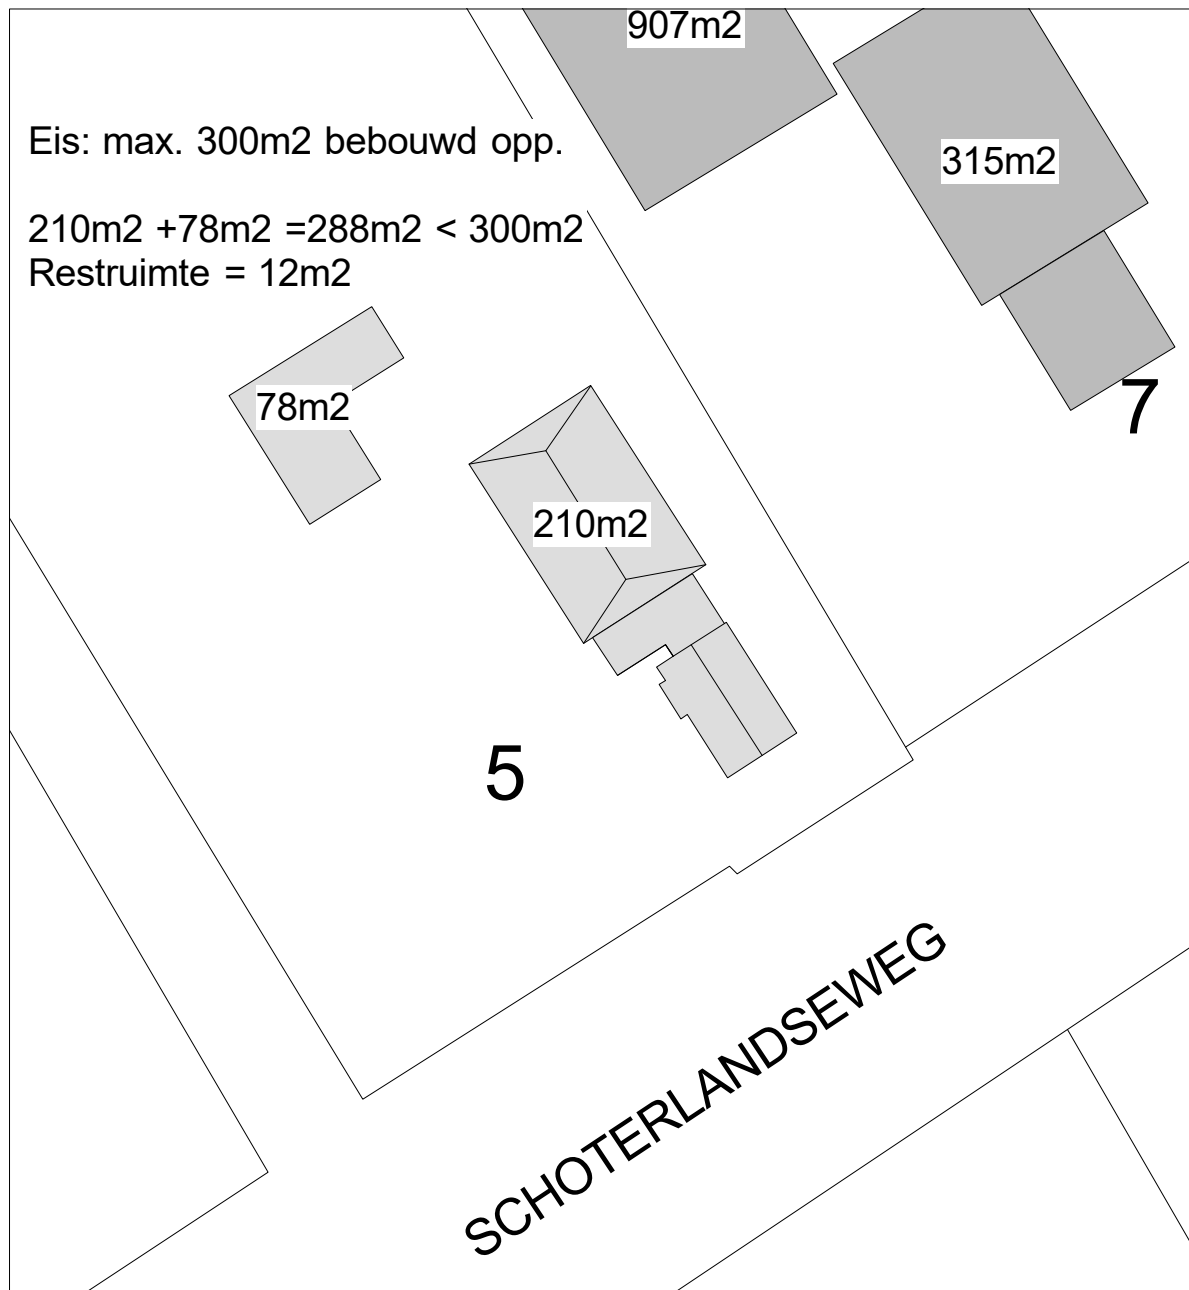 907m2
Eis: max. 300m2 bebouwd opp.
315m2
210m2 +78m2 =288m2 < 300m2
Restruimte = 12m2
78m2
7
210m2
5
SCHOTERLANDSEWEG